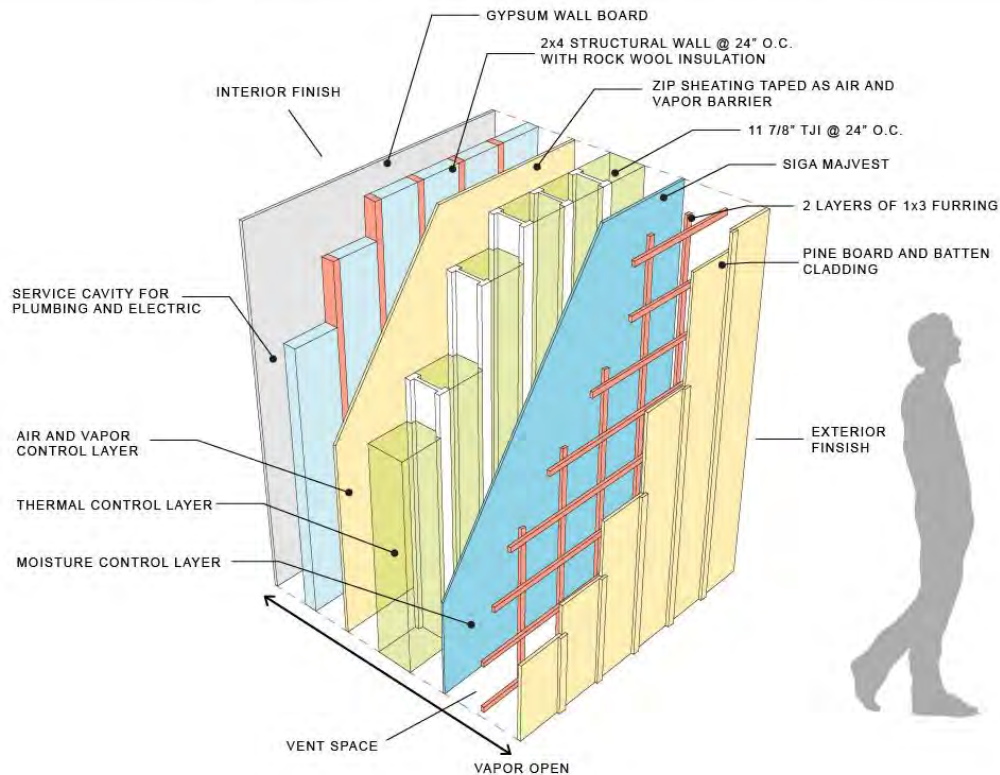 GYPSUM WALL BOARD
2x4 STRUCTURAL WALL @ 24" O.C.
WITH ROCK WOOL INSULATION
INTERIOR FINISH
ZIP SHEATING TAPED AS AIR AND
VAPOR BARRIER
11 7/8" TJI @ 24" O.C.
SIGA MAJVEST
2 LAYERS OF 1x3 FURRING
PINE BOARD AND BATTEN
CLADDING
SERVICE CAVITY FOR
PLUMBING AND ELECTRIC
AIR AND VAPOR
CONTROL LAYER
EXTERIOR
FINSISH
THERMAL CONTROL LAYER
MOISTURE CONTROL LAYER
VENT SPACE
VAPOR OPEN